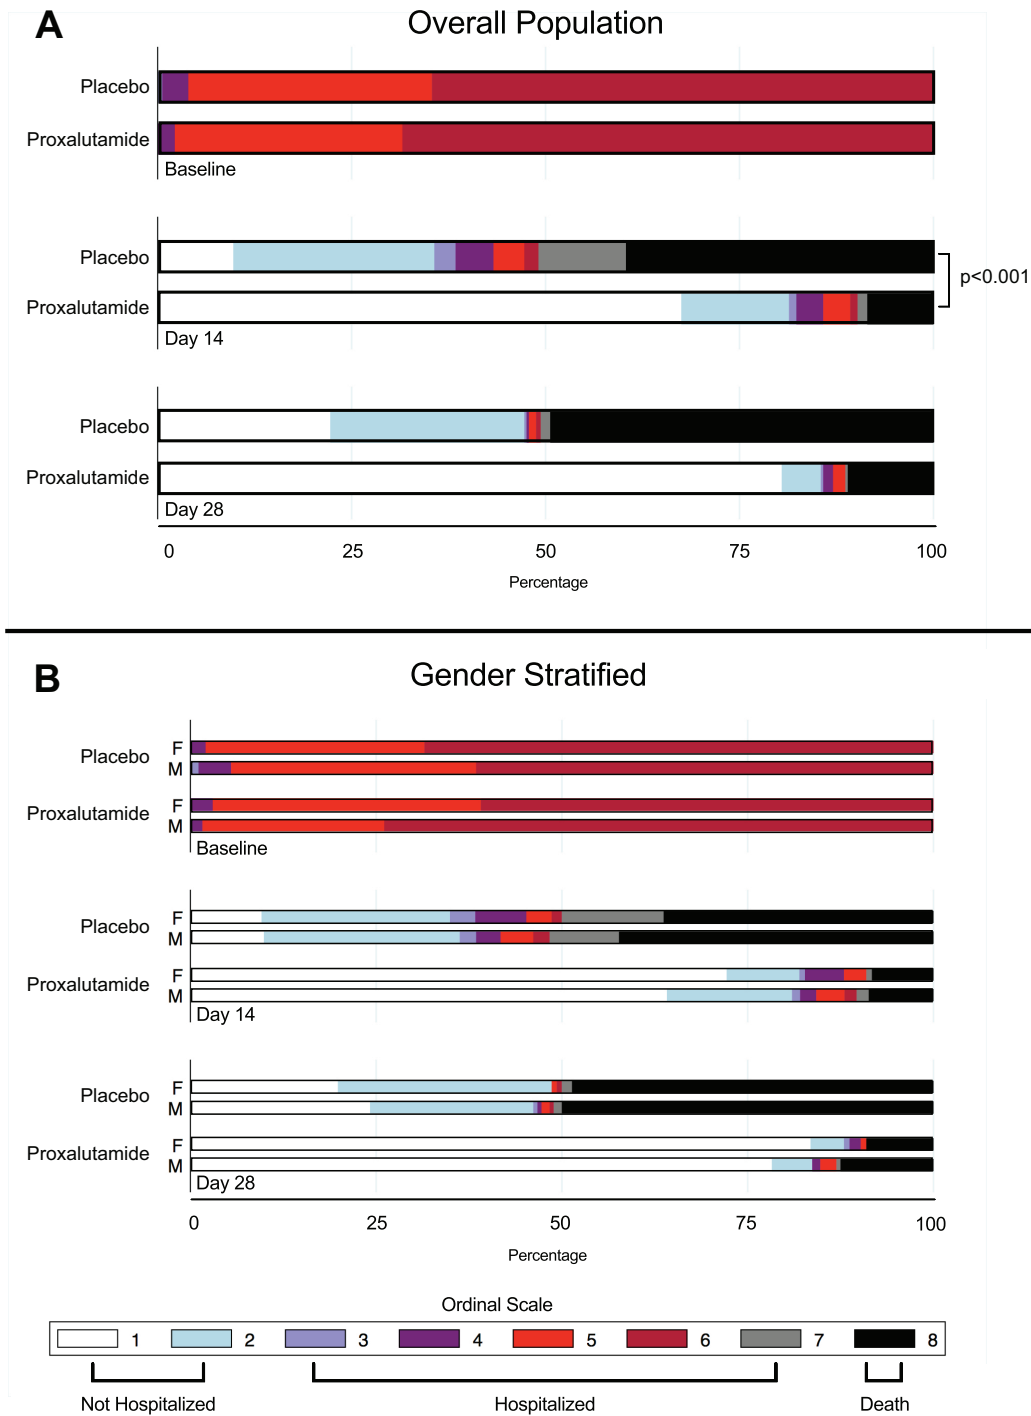 A
Overall Population
Placebo
Proxalutamide
Baseline
Placebo
p<0.001
Proxalutamide
Day 14
Placebo
Proxalutamide
Day 28
0 25 50 75 100
Percentage
B
Gender Stratified
Placebo F
M
Proxalutamide F
M
Baseline
Placebo F
M
Proxalutamide F
M
Day 14
Placebo F
M
Proxalutamide F
M
Day 28
0 25 50 75 100
Percentage
Ordinal Scale
1 2 3 4 5 6 7 8
Not Hospitalized Hospitalized Death